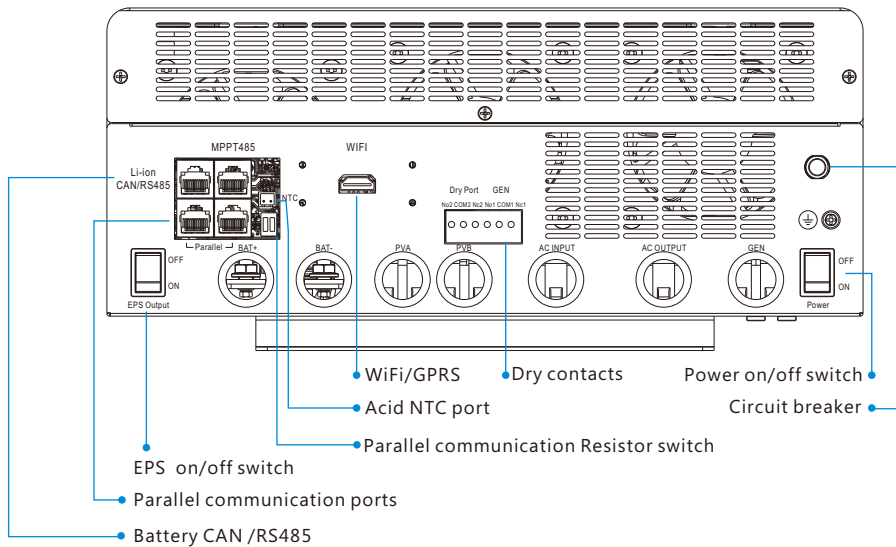 MPPT485
WIFI
Li-ion
CAN/RS485
NTC
Dry Port GEN
No2 COM2 Nc2 No1 COM1 Nc1
Parallel
BAT+
BAT-
PVA
PVB
AC INPUT
AC OUTPUT
GEN
OFF
ON
EPS Output
OFF
ON
Power
WiFi/GPRS
Dry contacts
Power on/off switch
Acid NTC port
Circuit breaker
Parallel communication Resistor switch
EPS on/off switch
Parallel communication ports
Battery CAN /RS485